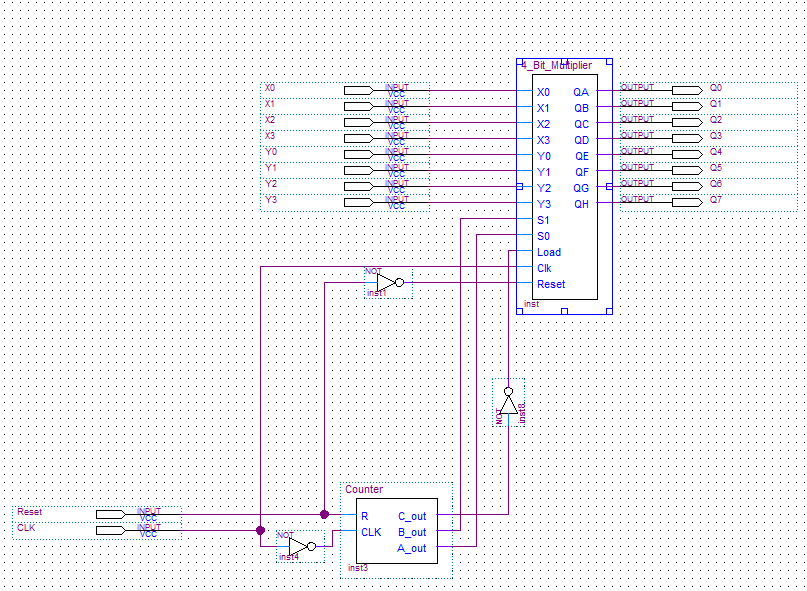 4_Bit_Multiplier
X0 INPUT VCC X0 QA OUTPUT Q0
X1 INPUT VCC X1 QB OUTPUT Q1
X2 INPUT VCC X2 QC OUTPUT Q2
X3 INPUT VCC X3 QD OUTPUT Q3
Y0 INPUT VCC Y0 QE OUTPUT Q4
Y1 INPUT VCC Y1 QF OUTPUT Q5
Y2 INPUT VCC Y2 QG OUTPUT Q6
Y3 INPUT VCC Y3 QH OUTPUT Q7
S1
S0
Load
Clk
NOT
Reset
inst1
inst
NOT
inst8
Counter
Reset INPUT VCC
R C_out
CLK INPUT VCC
CLK B_out
NOT
A_out
inst4
inst3